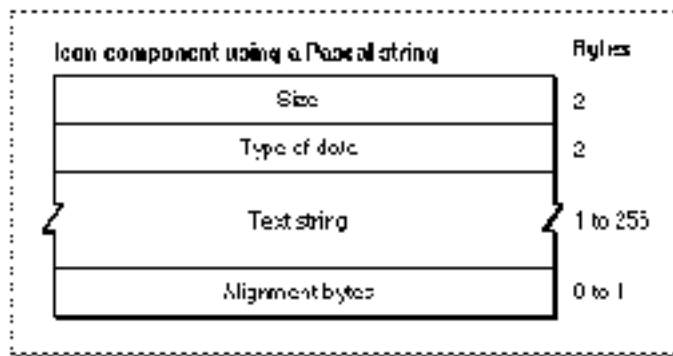 Icon component using a Pascal string Bytes
Size 2
Type of data 2
Text string 1 to 255
Alignment bytes 0 to 1